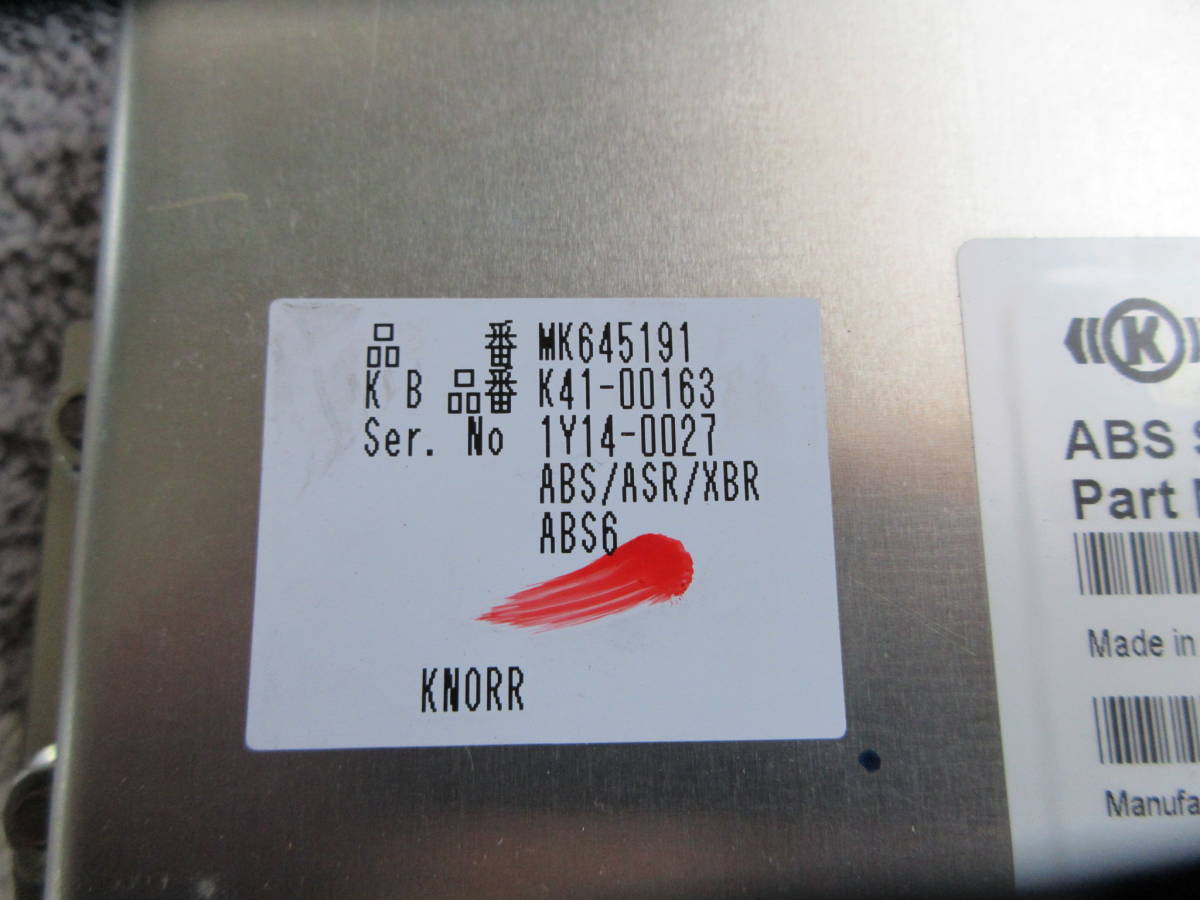 品 番 MK645191
K B 品番 K41-00163
Ser. No 1Y14-0027
ABS/ASR/XBR
ABS6
KNORR
K
ABS
Part
Made in